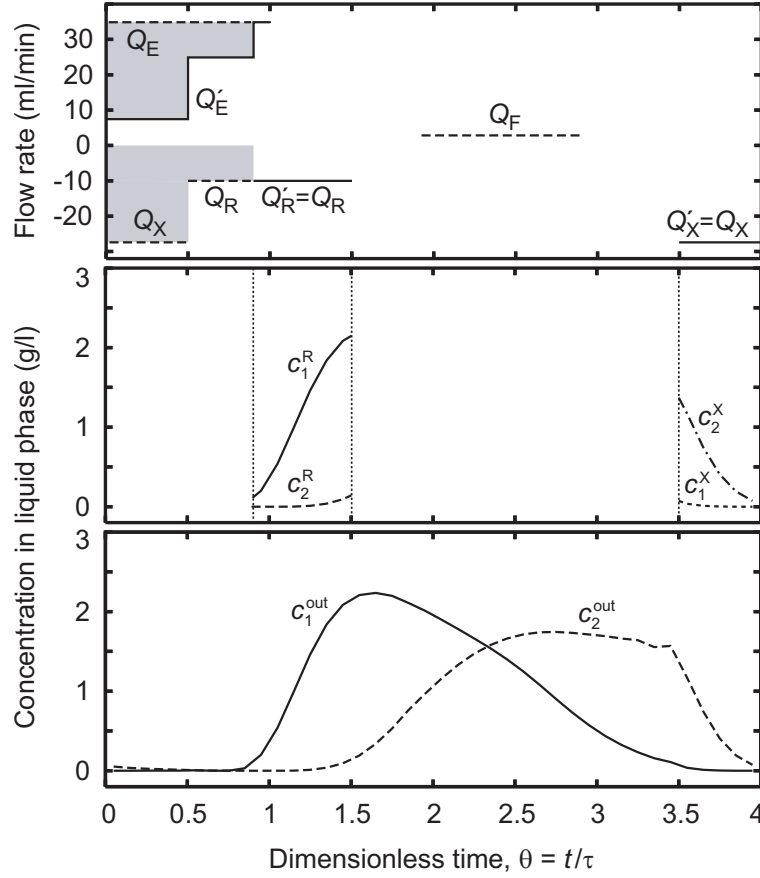 Flow rate (ml/min)
30
20
10
0
-10
-20
Q_E
Q′_E
Q_F
Q_X
Q_R
Q′_R=Q_R
Q′_X=Q_X
Concentration in liquid phase (g/l)
3
2
1
0
c_1^R
c_2^R
c_2^X
c_1^X
3
2
1
0
c_1^out
c_2^out
0 0.5 1 1.5 2 2.5 3 3.5 4
Dimensionless time, θ = t/τ